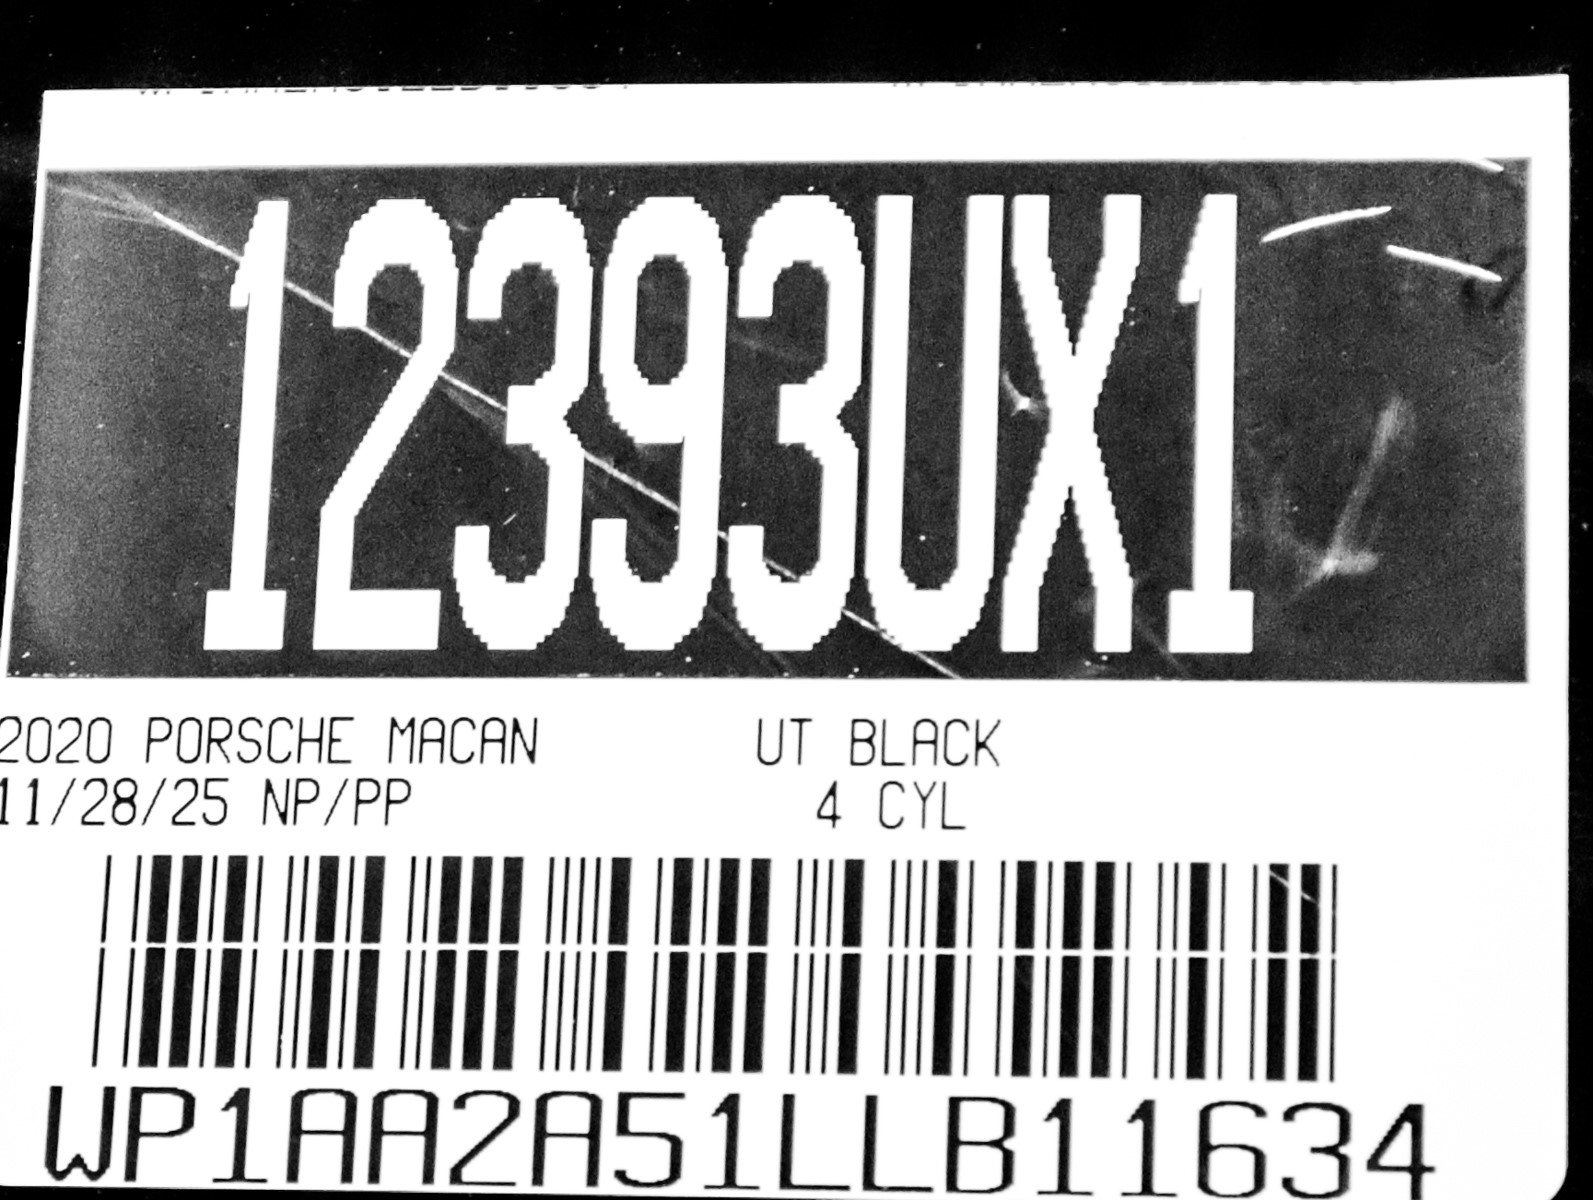 12393UX1
2020 PORSCHE MACAN UT BLACK
11/28/25 NP/PP 4 CYL
WP1AA2A51LLB11634